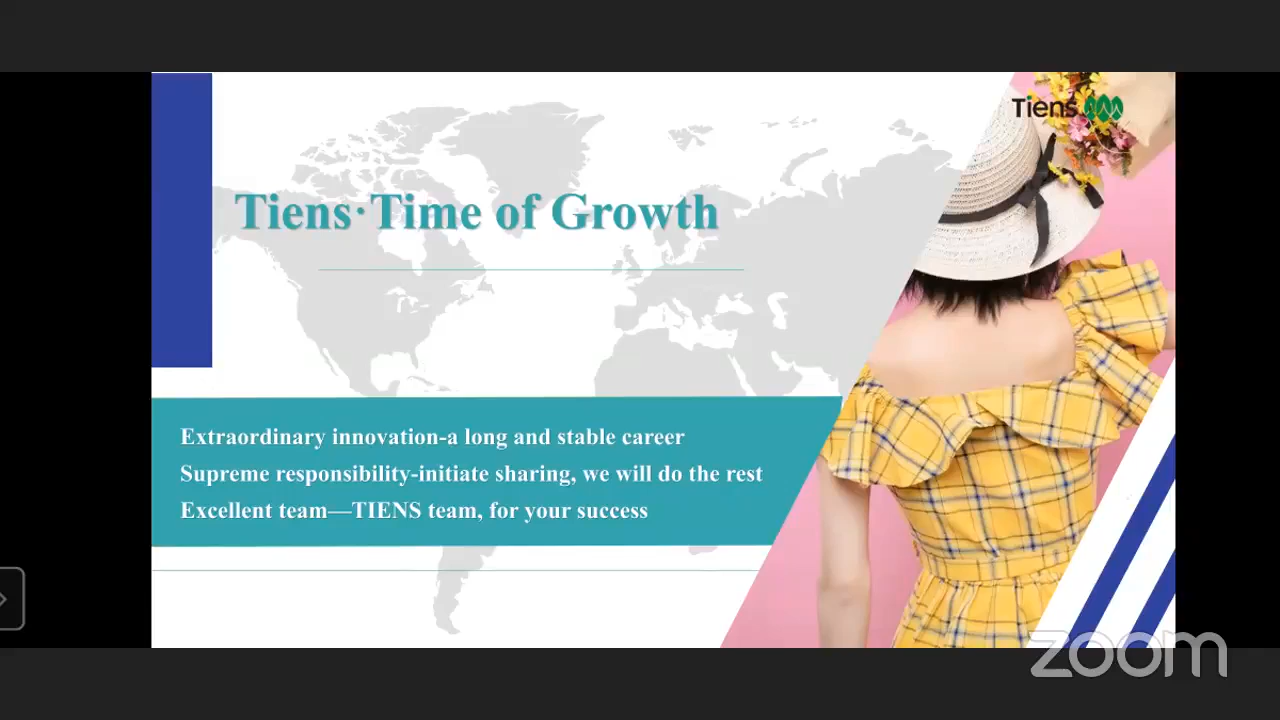 Tiens
Tiens·Time of Growth
Extraordinary innovation-a long and stable career
Supreme responsibility-initiate sharing, we will do the rest
Excellent team—TIENS team, for your success
zoom